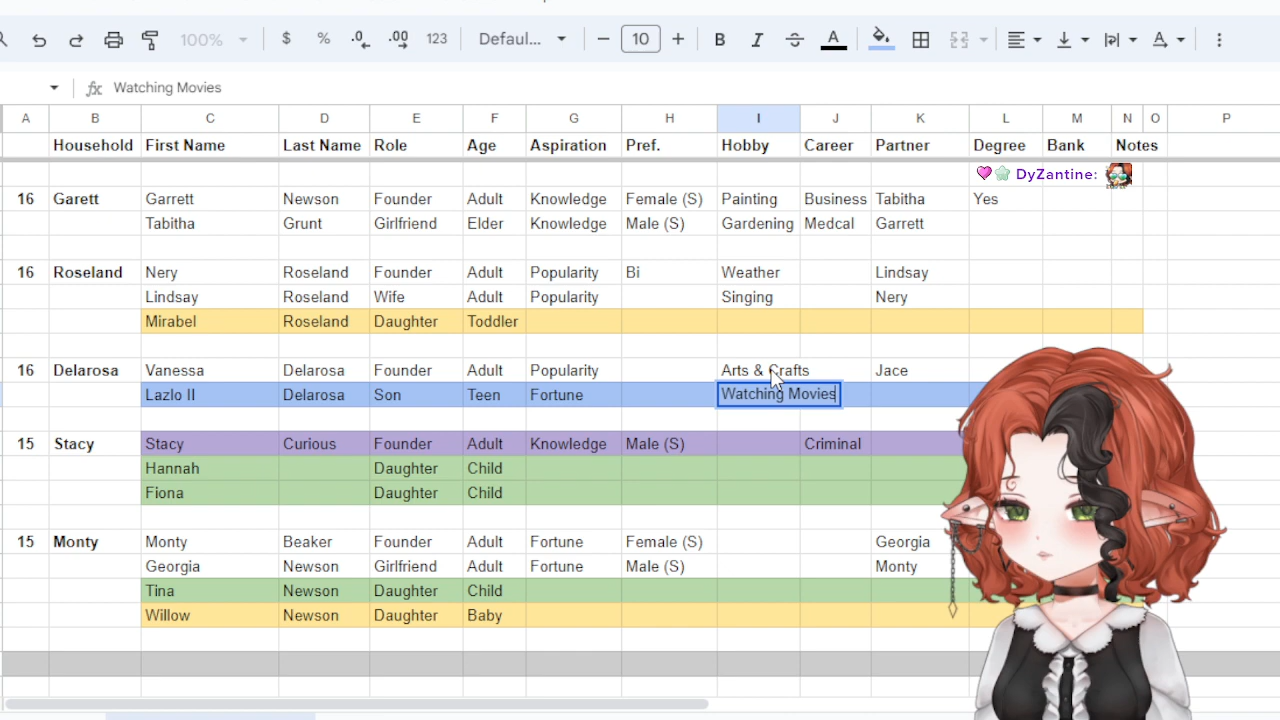 100% $ % .0 .00 123 Defaul... − 10 + B I A
fx Watching Movies
A B C D E F G H I J K L M N O P
Household First Name Last Name Role Age Aspiration Pref. Hobby Career Partner Degree Bank Notes
DyZantine:
16 Garett Garrett Newson Founder Adult Knowledge Female (S) Painting Business Tabitha Yes
Tabitha Grunt Girlfriend Elder Knowledge Male (S) Gardening Medcal Garrett
16 Roseland Nery Roseland Founder Adult Popularity Bi Weather Lindsay
Lindsay Roseland Wife Adult Popularity Singing Nery
Mirabel Roseland Daughter Toddler
16 Delarosa Vanessa Delarosa Founder Adult Popularity Arts & Crafts Jace
Lazlo II Delarosa Son Teen Fortune Watching Movies
15 Stacy Stacy Curious Founder Adult Knowledge Male (S) Criminal
Hannah Daughter Child
Fiona Daughter Child
15 Monty Monty Beaker Founder Adult Fortune Female (S) Georgia
Georgia Newson Girlfriend Adult Fortune Male (S) Monty
Tina Newson Daughter Child
Willow Newson Daughter Baby